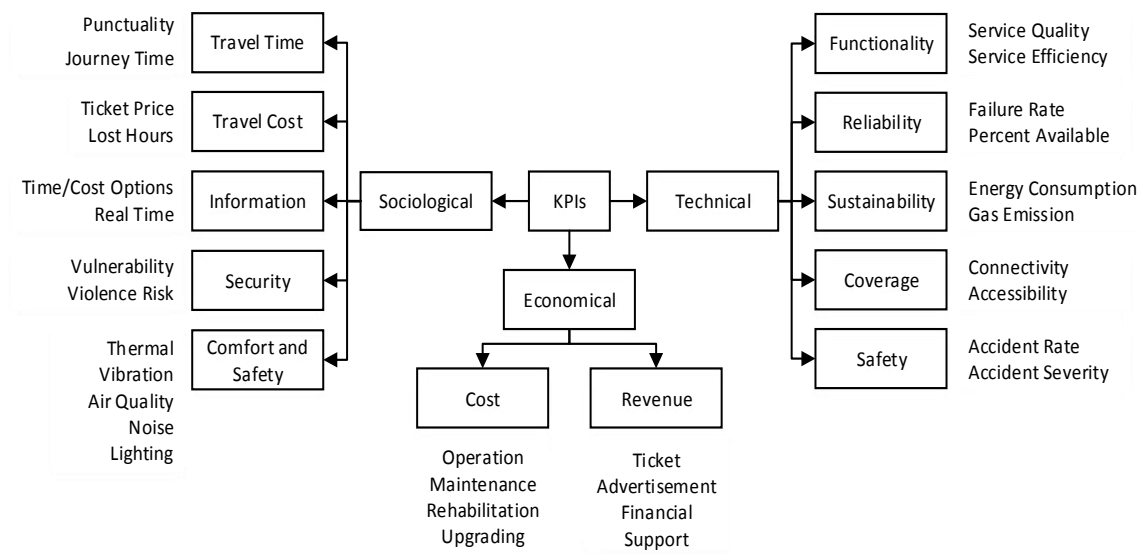 Punctuality
Journey Time
Travel Time
Ticket Price
Lost Hours
Travel Cost
Time/Cost Options
Real Time
Information
Vulnerability
Violence Risk
Security
Thermal
Vibration
Air Quality
Noise
Lighting
Comfort and
Safety
Sociological
KPIs
Technical
Economical
Cost
Operation
Maintenance
Rehabilitation
Upgrading
Revenue
Ticket
Advertisement
Financial
Support
Functionality
Service Quality
Service Efficiency
Reliability
Failure Rate
Percent Available
Sustainability
Energy Consumption
Gas Emission
Coverage
Connectivity
Accessibility
Safety
Accident Rate
Accident Severity